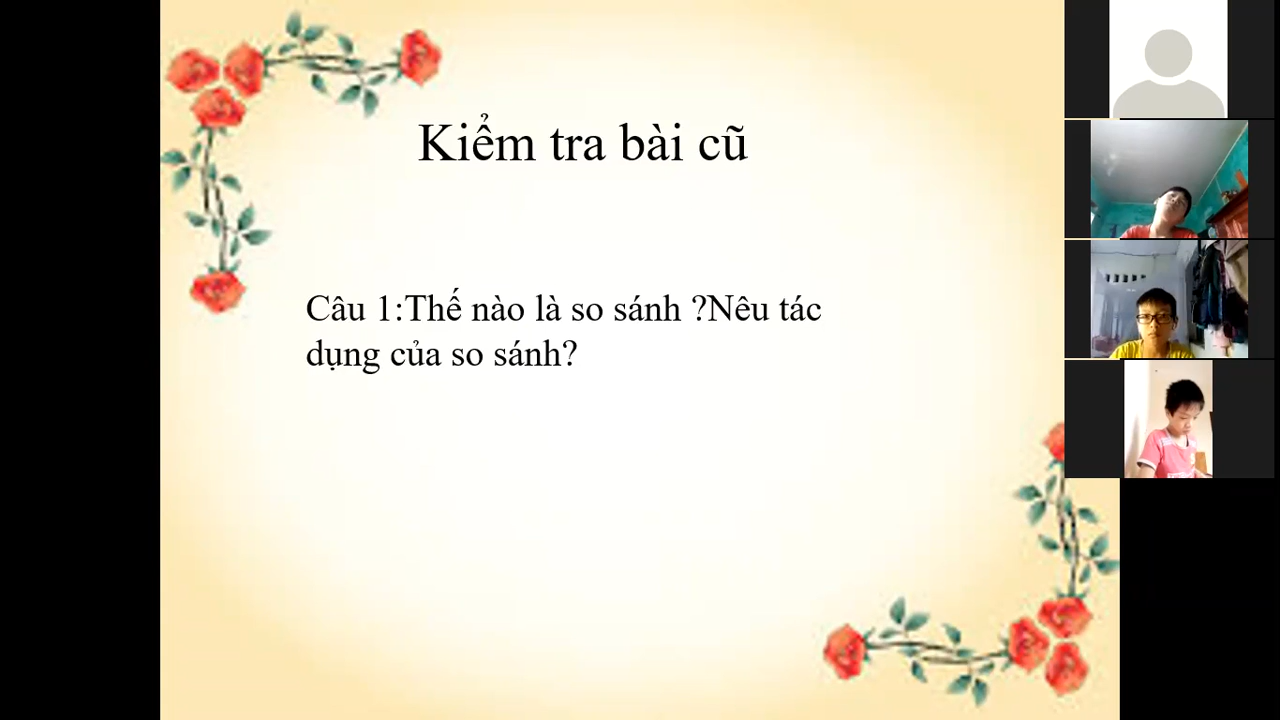 Kiểm tra bài cũ
Câu 1:Thế nào là so sánh ?Nêu tác
dụng của so sánh?